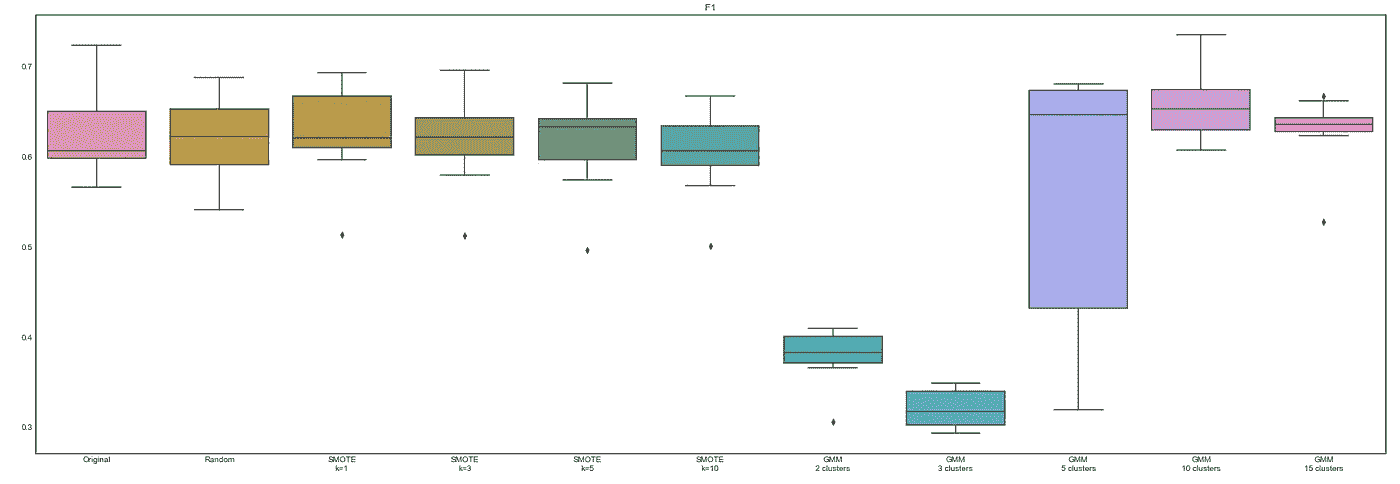 F1
0.7
0.6
0.5
0.4
0.3
Original
Random
SMOTE
k=1
SMOTE
k=3
SMOTE
k=5
SMOTE
k=10
GMM
2 clusters
GMM
3 clusters
GMM
5 clusters
GMM
10 clusters
GMM
15 clusters